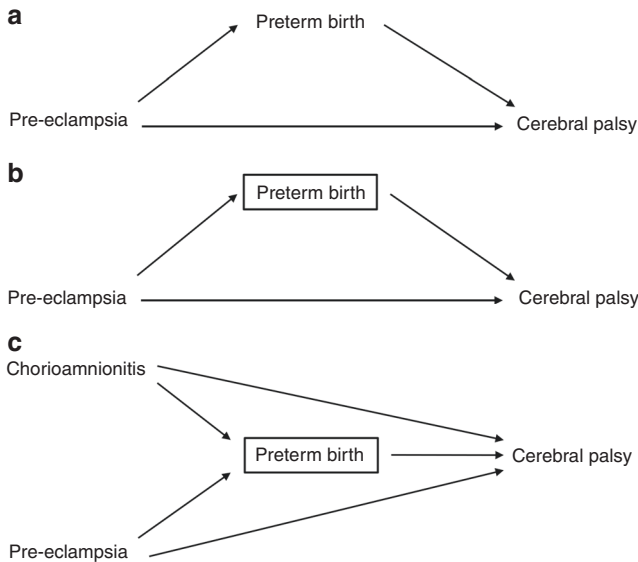 a
Preterm birth
Pre-eclampsia
Cerebral palsy
b
Preterm birth
Pre-eclampsia
Cerebral palsy
c
Chorioamnionitis
Preterm birth
Cerebral palsy
Pre-eclampsia